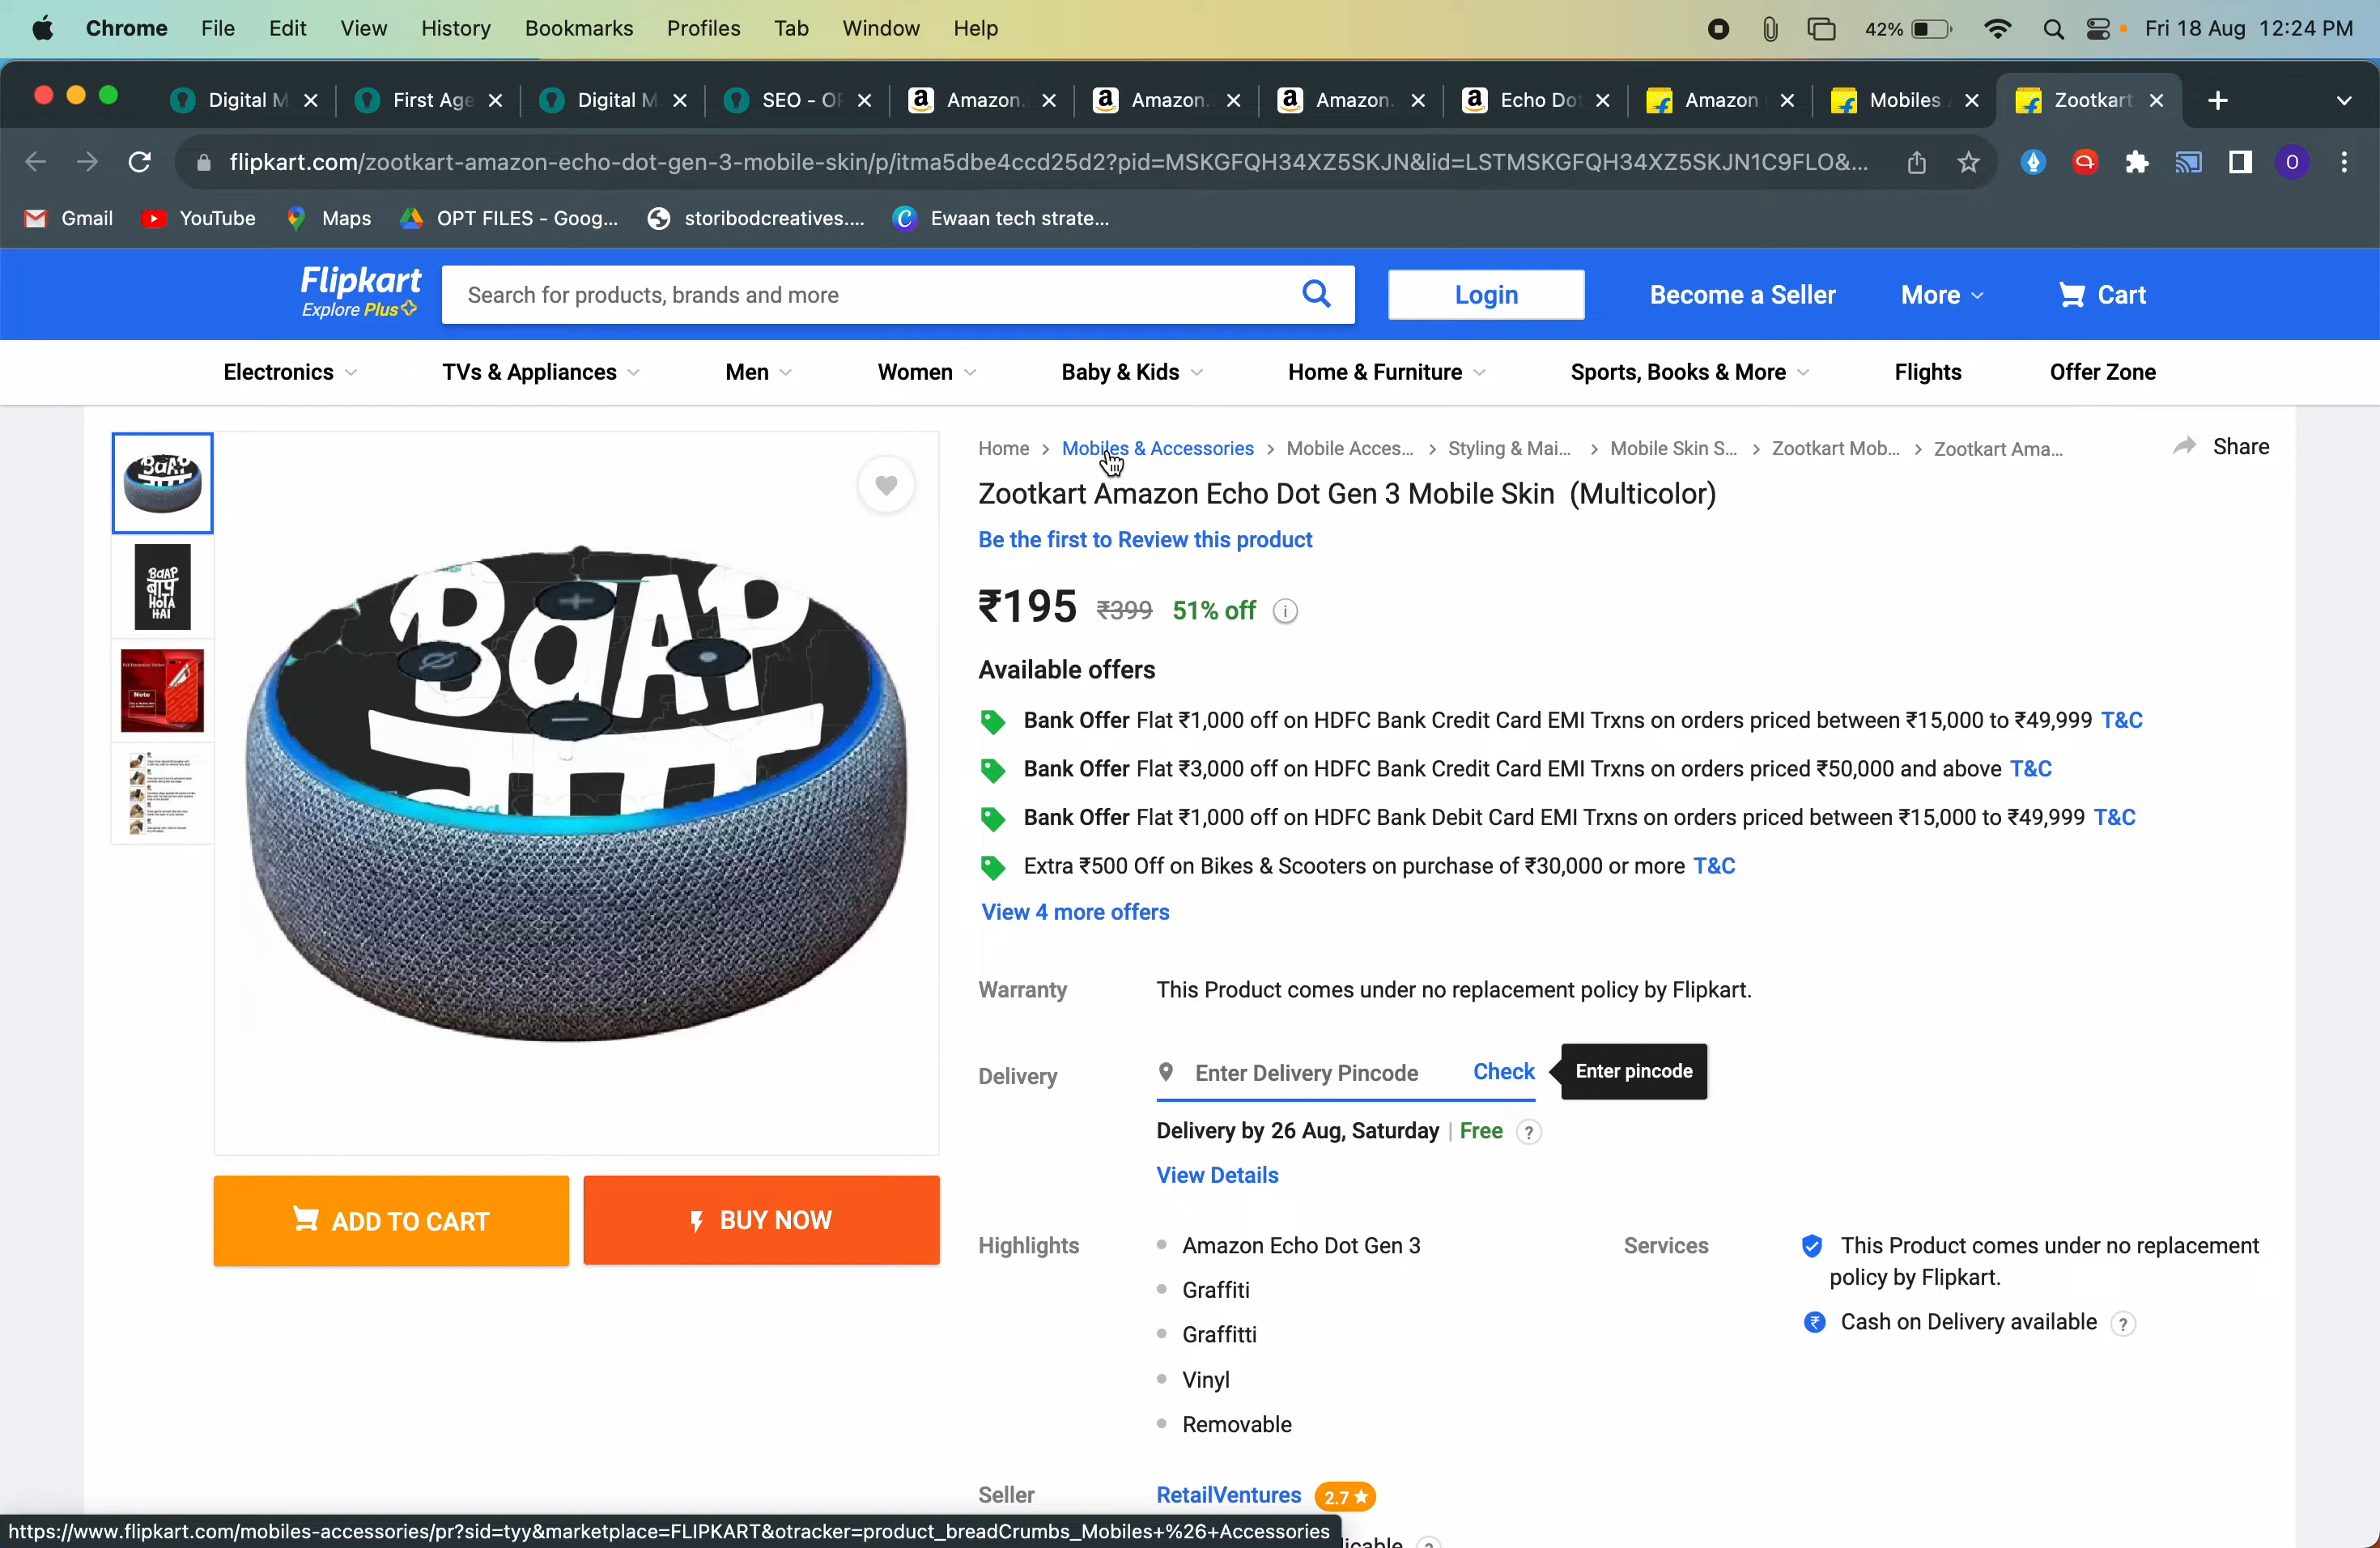 Chrome File Edit View History Bookmarks Profiles Tab Window Help 42% Fri 18 Aug 12:24 PM
Digital M First Age Digital M SEO - OP Amazon. Amazon. Amazon. Echo Dot Amazon Mobiles Zootkart
flipkart.com/zootkart-amazon-echo-dot-gen-3-mobile-skin/p/itma5dbe4ccd25d2?pid=MSKGFQH34XZ5SKJN&lid=LSTMSKGFQH34XZ5SKJN1C9FLO&... O
Gmail YouTube Maps OPT FILES - Goog... storibodcreatives.... Ewaan tech strate...
Flipkart
Explore Plus
Search for products, brands and more
Login Become a Seller More Cart
Electronics TVs & Appliances Men Women Baby & Kids Home & Furniture Sports, Books & More Flights Offer Zone
Home > Mobiles & Accessories > Mobile Acces... > Styling & Mai... > Mobile Skin S... > Zootkart Mob... > Zootkart Ama... Share
Zootkart Amazon Echo Dot Gen 3 Mobile Skin (Multicolor)
Be the first to Review this product
₹195 ₹399 51% off
Available offers
Bank Offer Flat ₹1,000 off on HDFC Bank Credit Card EMI Trxns on orders priced between ₹15,000 to ₹49,999 T&C
Bank Offer Flat ₹3,000 off on HDFC Bank Credit Card EMI Trxns on orders priced ₹50,000 and above T&C
Bank Offer Flat ₹1,000 off on HDFC Bank Debit Card EMI Trxns on orders priced between ₹15,000 to ₹49,999 T&C
Extra ₹500 Off on Bikes & Scooters on purchase of ₹30,000 or more T&C
View 4 more offers
Warranty This Product comes under no replacement policy by Flipkart.
Delivery Enter Delivery Pincode Check Enter pincode
Delivery by 26 Aug, Saturday | Free ?
View Details
Highlights
Amazon Echo Dot Gen 3
Graffiti
Graffitti
Vinyl
Removable
Services
This Product comes under no replacement
policy by Flipkart.
Cash on Delivery available ?
Seller RetailVentures 2.7
BaAP
BaAP
बाप
HoTA
HAI
Note
BaAP
ADD TO CART
BUY NOW
https://www.flipkart.com/mobiles-accessories/pr?sid=tyy&marketplace=FLIPKART&otracker=product_breadCrumbs_Mobiles+%26+Accessories